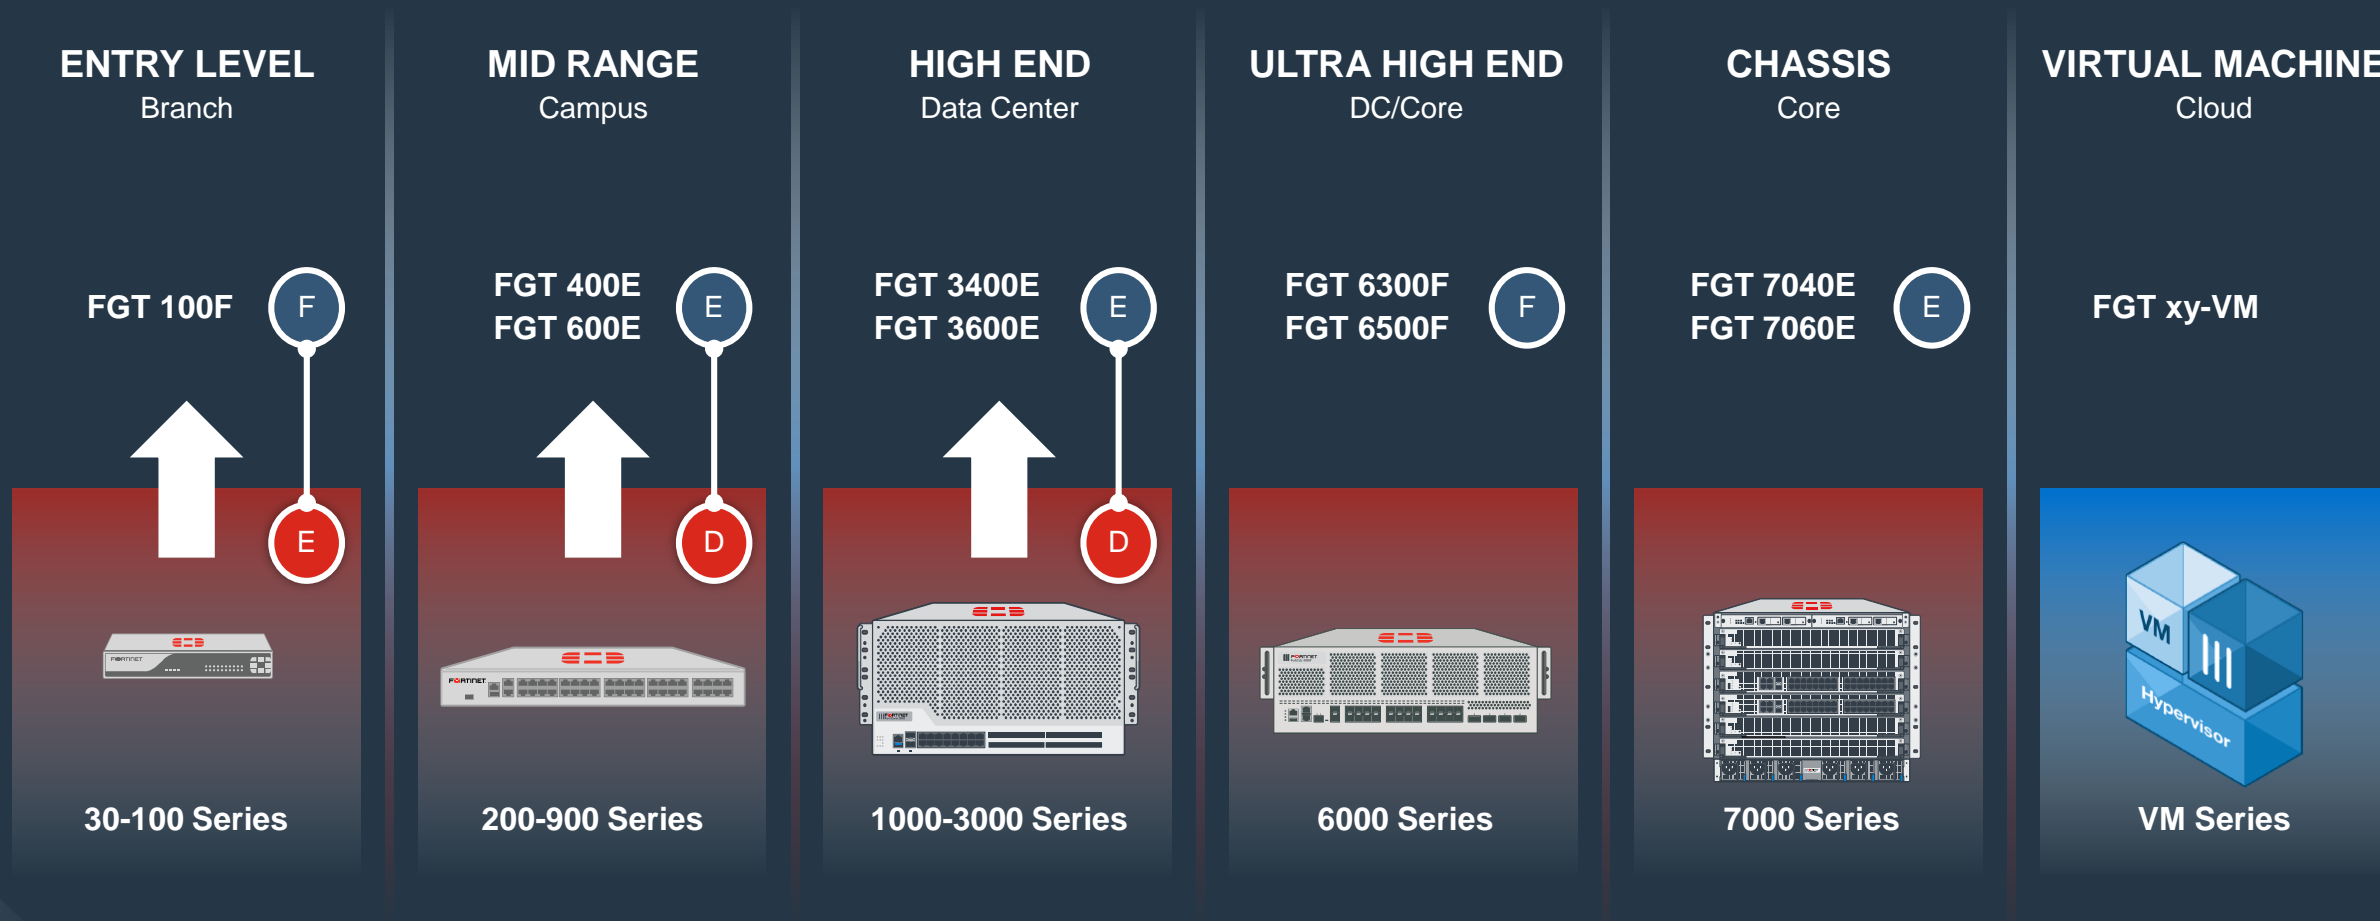 ENTRY LEVEL
Branch
FGT 100F
F
E
30-100 Series
MID RANGE
Campus
FGT 400E
FGT 600E
E
D
FORTINET
200-900 Series
HIGH END
Data Center
FGT 3400E
FGT 3600E
E
D
FORTINET
1000-3000 Series
ULTRA HIGH END
DC/Core
FGT 6300F
FGT 6500F
F
FORTINET
6000 Series
CHASSIS
Core
FGT 7040E
FGT 7060E
E
7000 Series
VIRTUAL MACHINE
Cloud
FGT xy-VM
VM
Hypervisor
VM Series